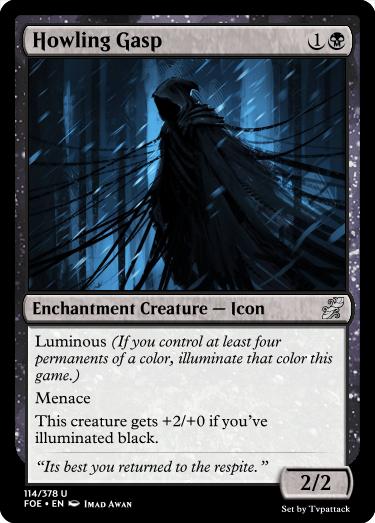 Howling Gasp 1
Enchantment Creature — Icon
Luminous (If you control at least four
permanents of a color, illuminate that color this
game.)
Menace
This creature gets +2/+0 if you’ve
illuminated black.
“Its best you returned to the respite.”
2/2
114/378 U
FOE • EN Imad Awan
Set by Tvpattack